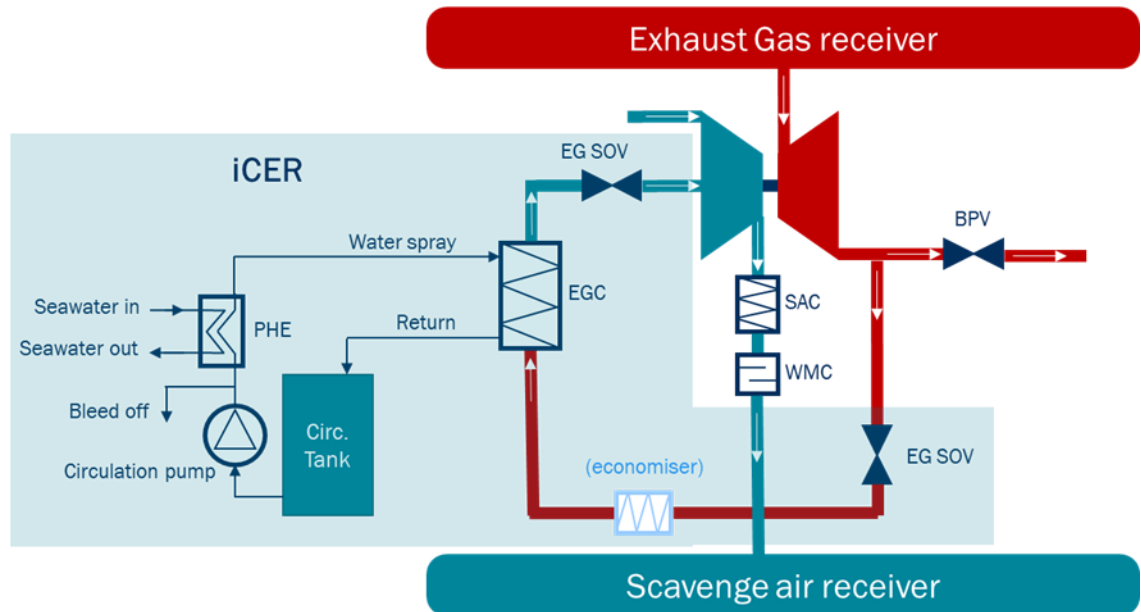 Exhaust Gas receiver
iCER
EG SOV
BPV
Water spray
Seawater in
EGC
SAC
PHE
Return
Seawater out
WMC
Bleed off
Circ.
Tank
EG SOV
Circulation pump
(economiser)
Scavenge air receiver